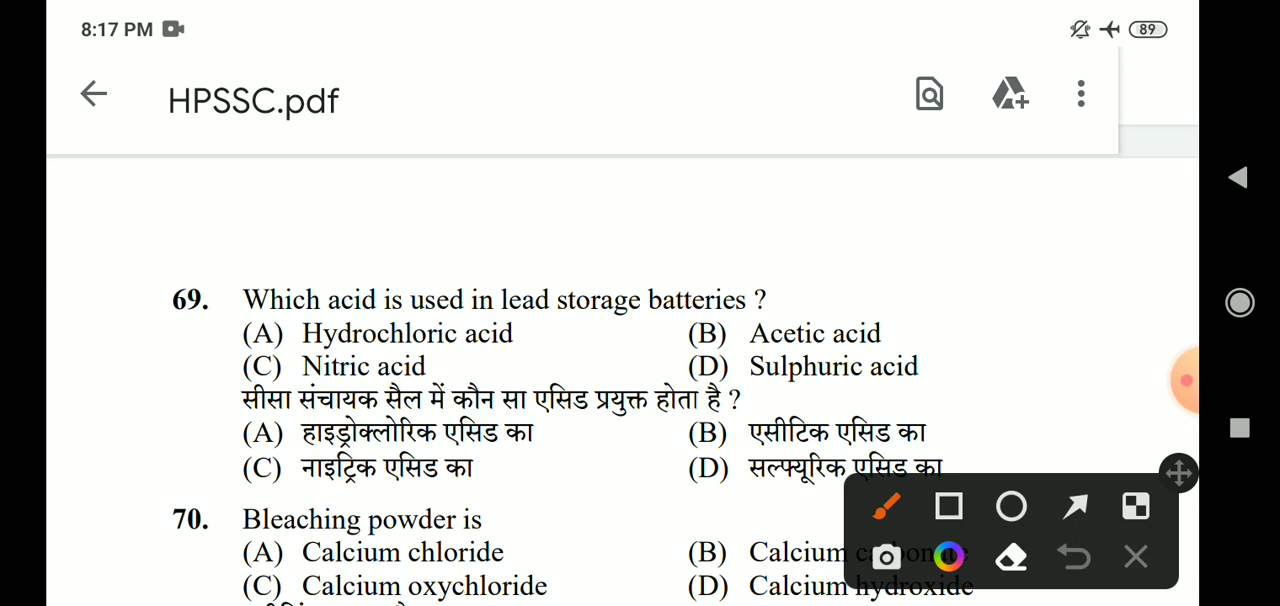 8:17 PM
89
HPSSC.pdf
69. Which acid is used in lead storage batteries ?
(A) Hydrochloric acid (B) Acetic acid
(C) Nitric acid (D) Sulphuric acid
सीसा संचायक सैल में कौन सा एसिड प्रयुक्त होता है ?
(A) हाइड्रोक्लोरिक एसिड का (B) एसीटिक एसिड का
(C) नाइट्रिक एसिड का (D) सल्फ्यूरिक एसिड का
70. Bleaching powder is
(A) Calcium chloride (B) Calcium
(C) Calcium oxychloride (D) Calcium hydroxide